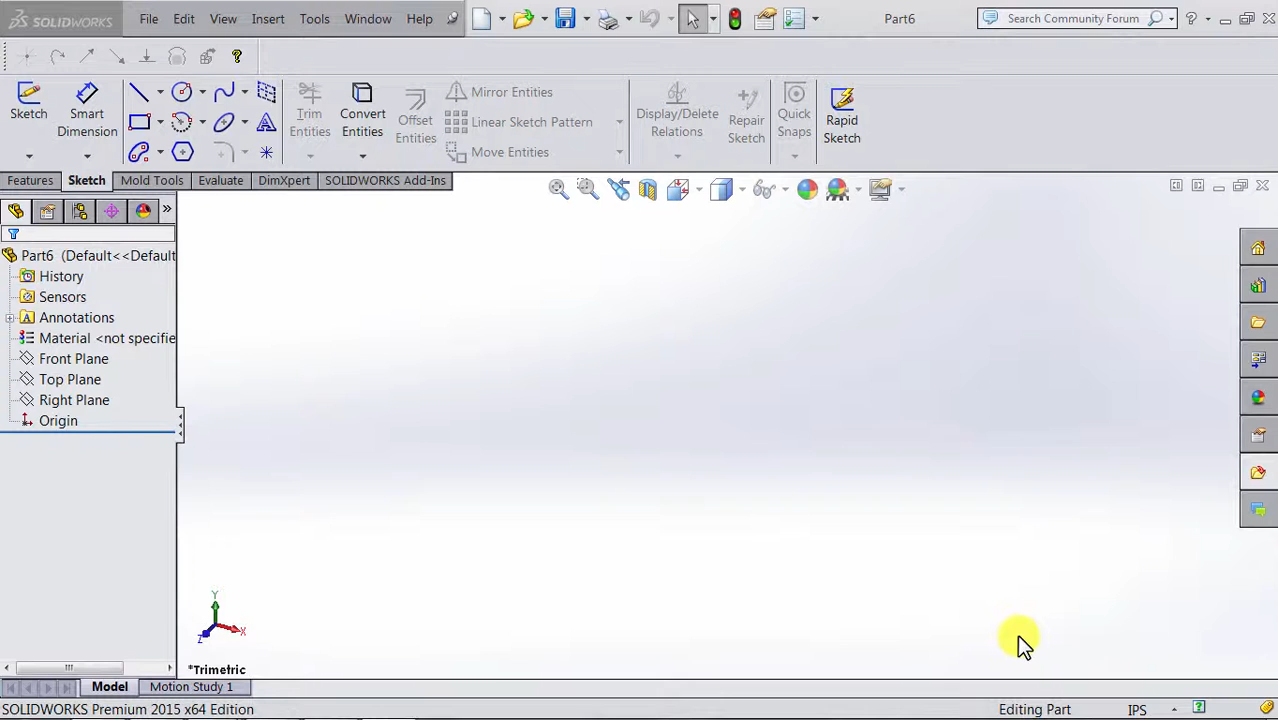 SOLIDWORKS File Edit View Insert Tools Window Help Part6 Search Community Forum ?
?
Sketch Smart Dimension Trim Entities Convert Entities Offset Entities Mirror Entities Linear Sketch Pattern Move Entities Display/Delete Relations Repair Sketch Quick Snaps Rapid Sketch
Features Sketch Mold Tools Evaluate DimXpert SOLIDWORKS Add-Ins
Part6 (Default<<Default
History
Sensors
A Annotations
Material <not specifie
Front Plane
Top Plane
Right Plane
Origin
Y
X
Z
*Trimetric
Model Motion Study 1
SOLIDWORKS Premium 2015 x64 Edition Editing Part IPS ?